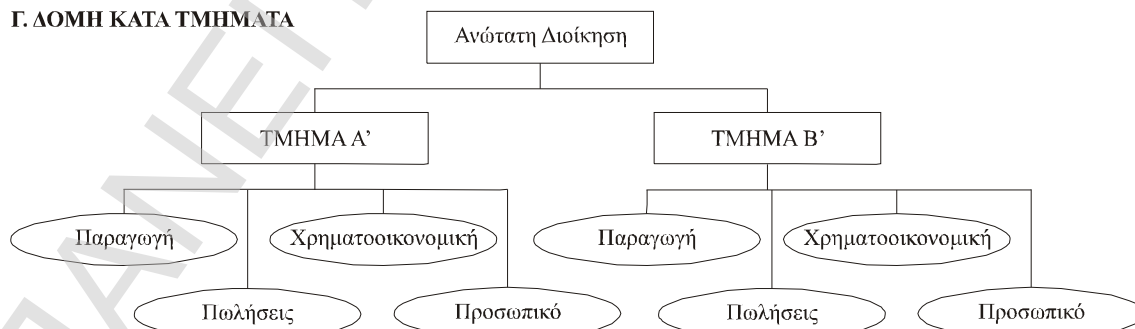 Γ. ΔΟΜΗ ΚΑΤΑ ΤΜΗΜΑΤΑ
Ανώτατη Διοίκηση
ΤΜΗΜΑ Α’ ΤΜΗΜΑ Β’
Παραγωγή Χρηματοοικονομική Παραγωγή Χρηματοοικονομική
Πωλήσεις Προσωπικό Πωλήσεις Προσωπικό